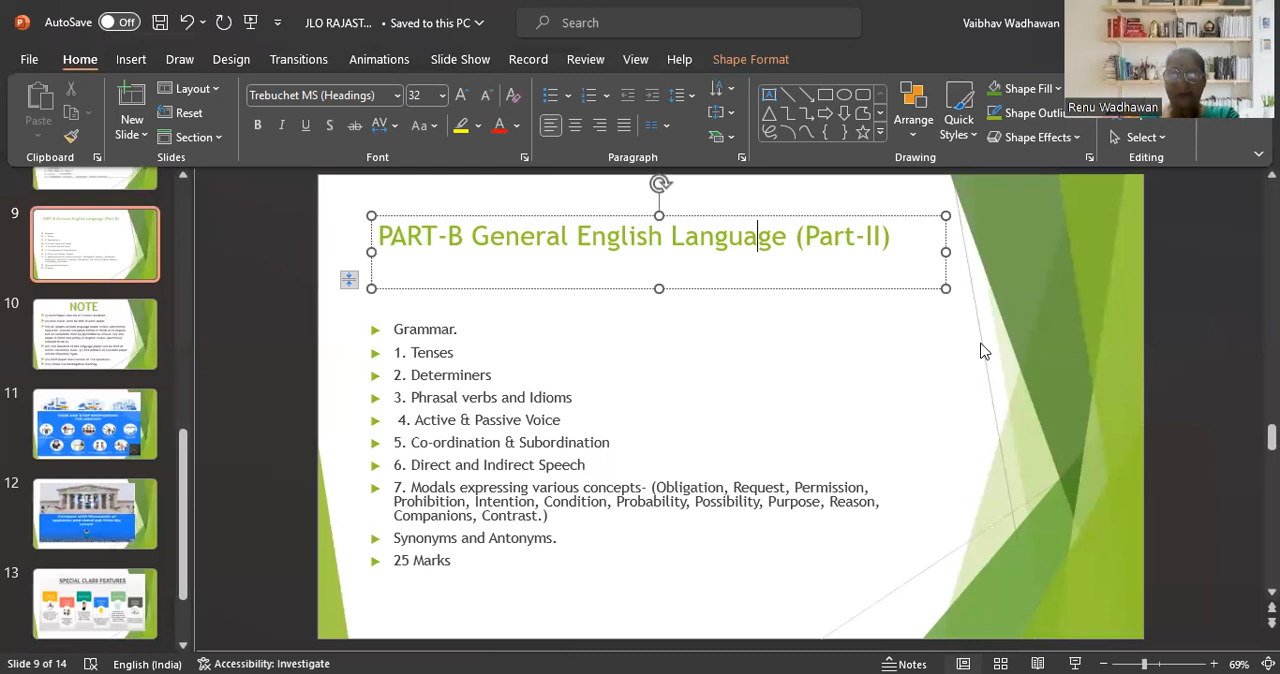 AutoSave Off JLO RAJAST... • Saved to this PC Search Vaibhav Wadhawan
File Home Insert Draw Design Transitions Animations Slide Show Record Review View Help Shape Format
Renu Wadhawan
Paste New Slide Layout Reset Section
Trebuchet MS (Headings) 32
Arrange Quick Styles Shape Fill Shape Effects Select
Clipboard Slides Font Paragraph Drawing Editing
9
10
NOTE
11
12
13
SPECIAL CLASS FEATURES
PART-B General English Language (Part-II)
Grammar.
1. Tenses
2. Determiners
3. Phrasal verbs and Idioms
4. Active & Passive Voice
5. Co-ordination & Subordination
6. Direct and Indirect Speech
7. Modals expressing various concepts- (Obligation, Request, Permission,
Prohibition, Intention, Condition, Probability, Possibility, Purpose, Reason,
Companions, Contrast.)
Synonyms and Antonyms.
25 Marks
Slide 9 of 14 English (India) Accessibility: Investigate Notes 69%